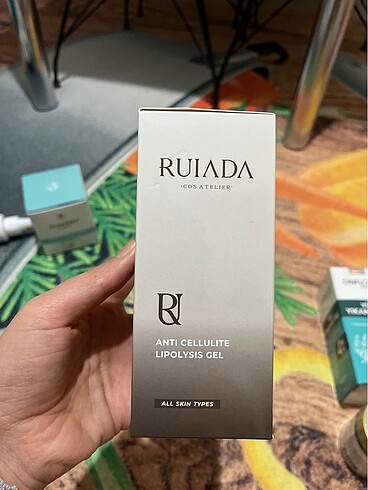 RUIADA
·COS ATELIER·
RU
ANTI CELLULITE
LIPOLYSIS GEL
ALL SKIN TYPES